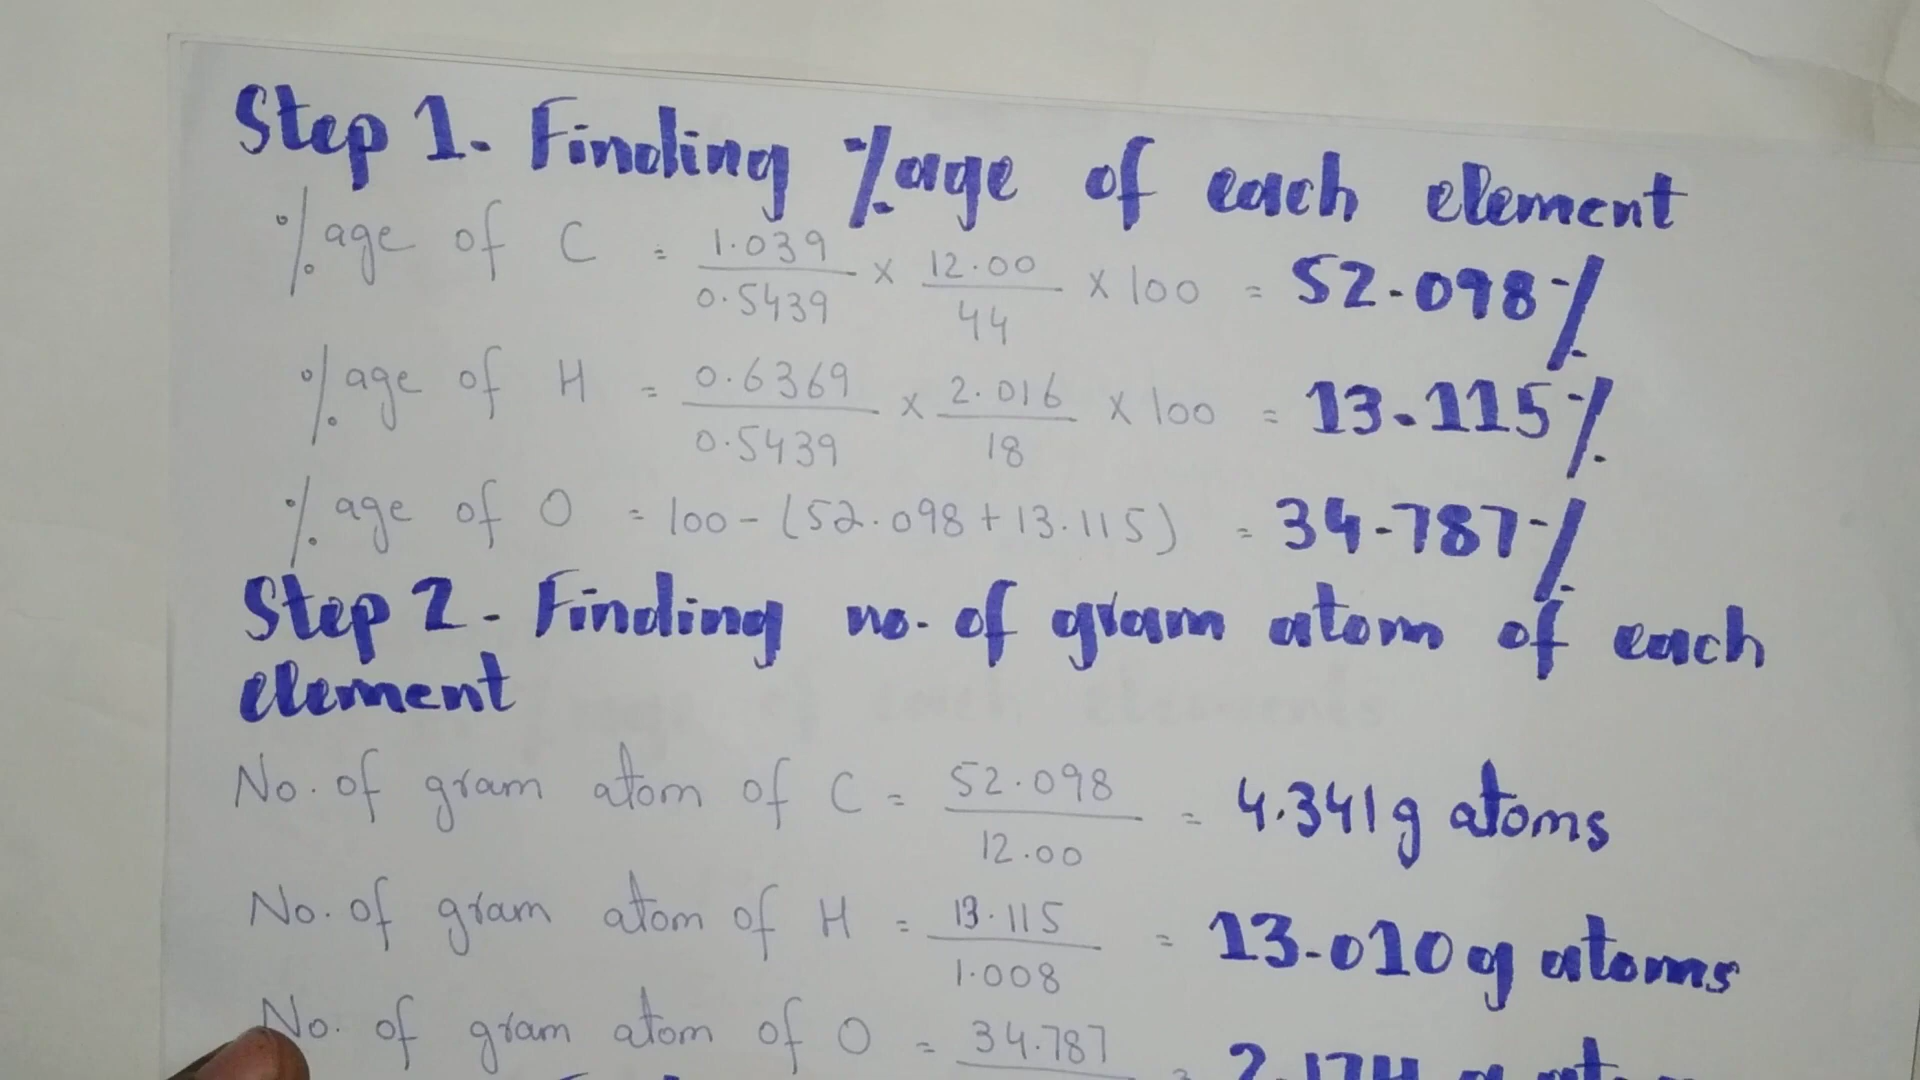 Step 1. Finding %age of each element
%age of C = 1.039/0.5439 x 12.00/44 x 100 = 52.098%
%age of H = 0.6369/0.5439 x 2.016/18 x 100 = 13.115%
%age of O = 100 - (52.098 + 13.115) = 34.787%
Step 2. Finding no. of gram atom of each
element
No. of gram atom of C = 52.098/12.00 = 4.341 g atoms
No. of gram atom of H = 13.115/1.008 = 13.010 g atoms
No. of gram atom of O = 34.787 = 2.174 g